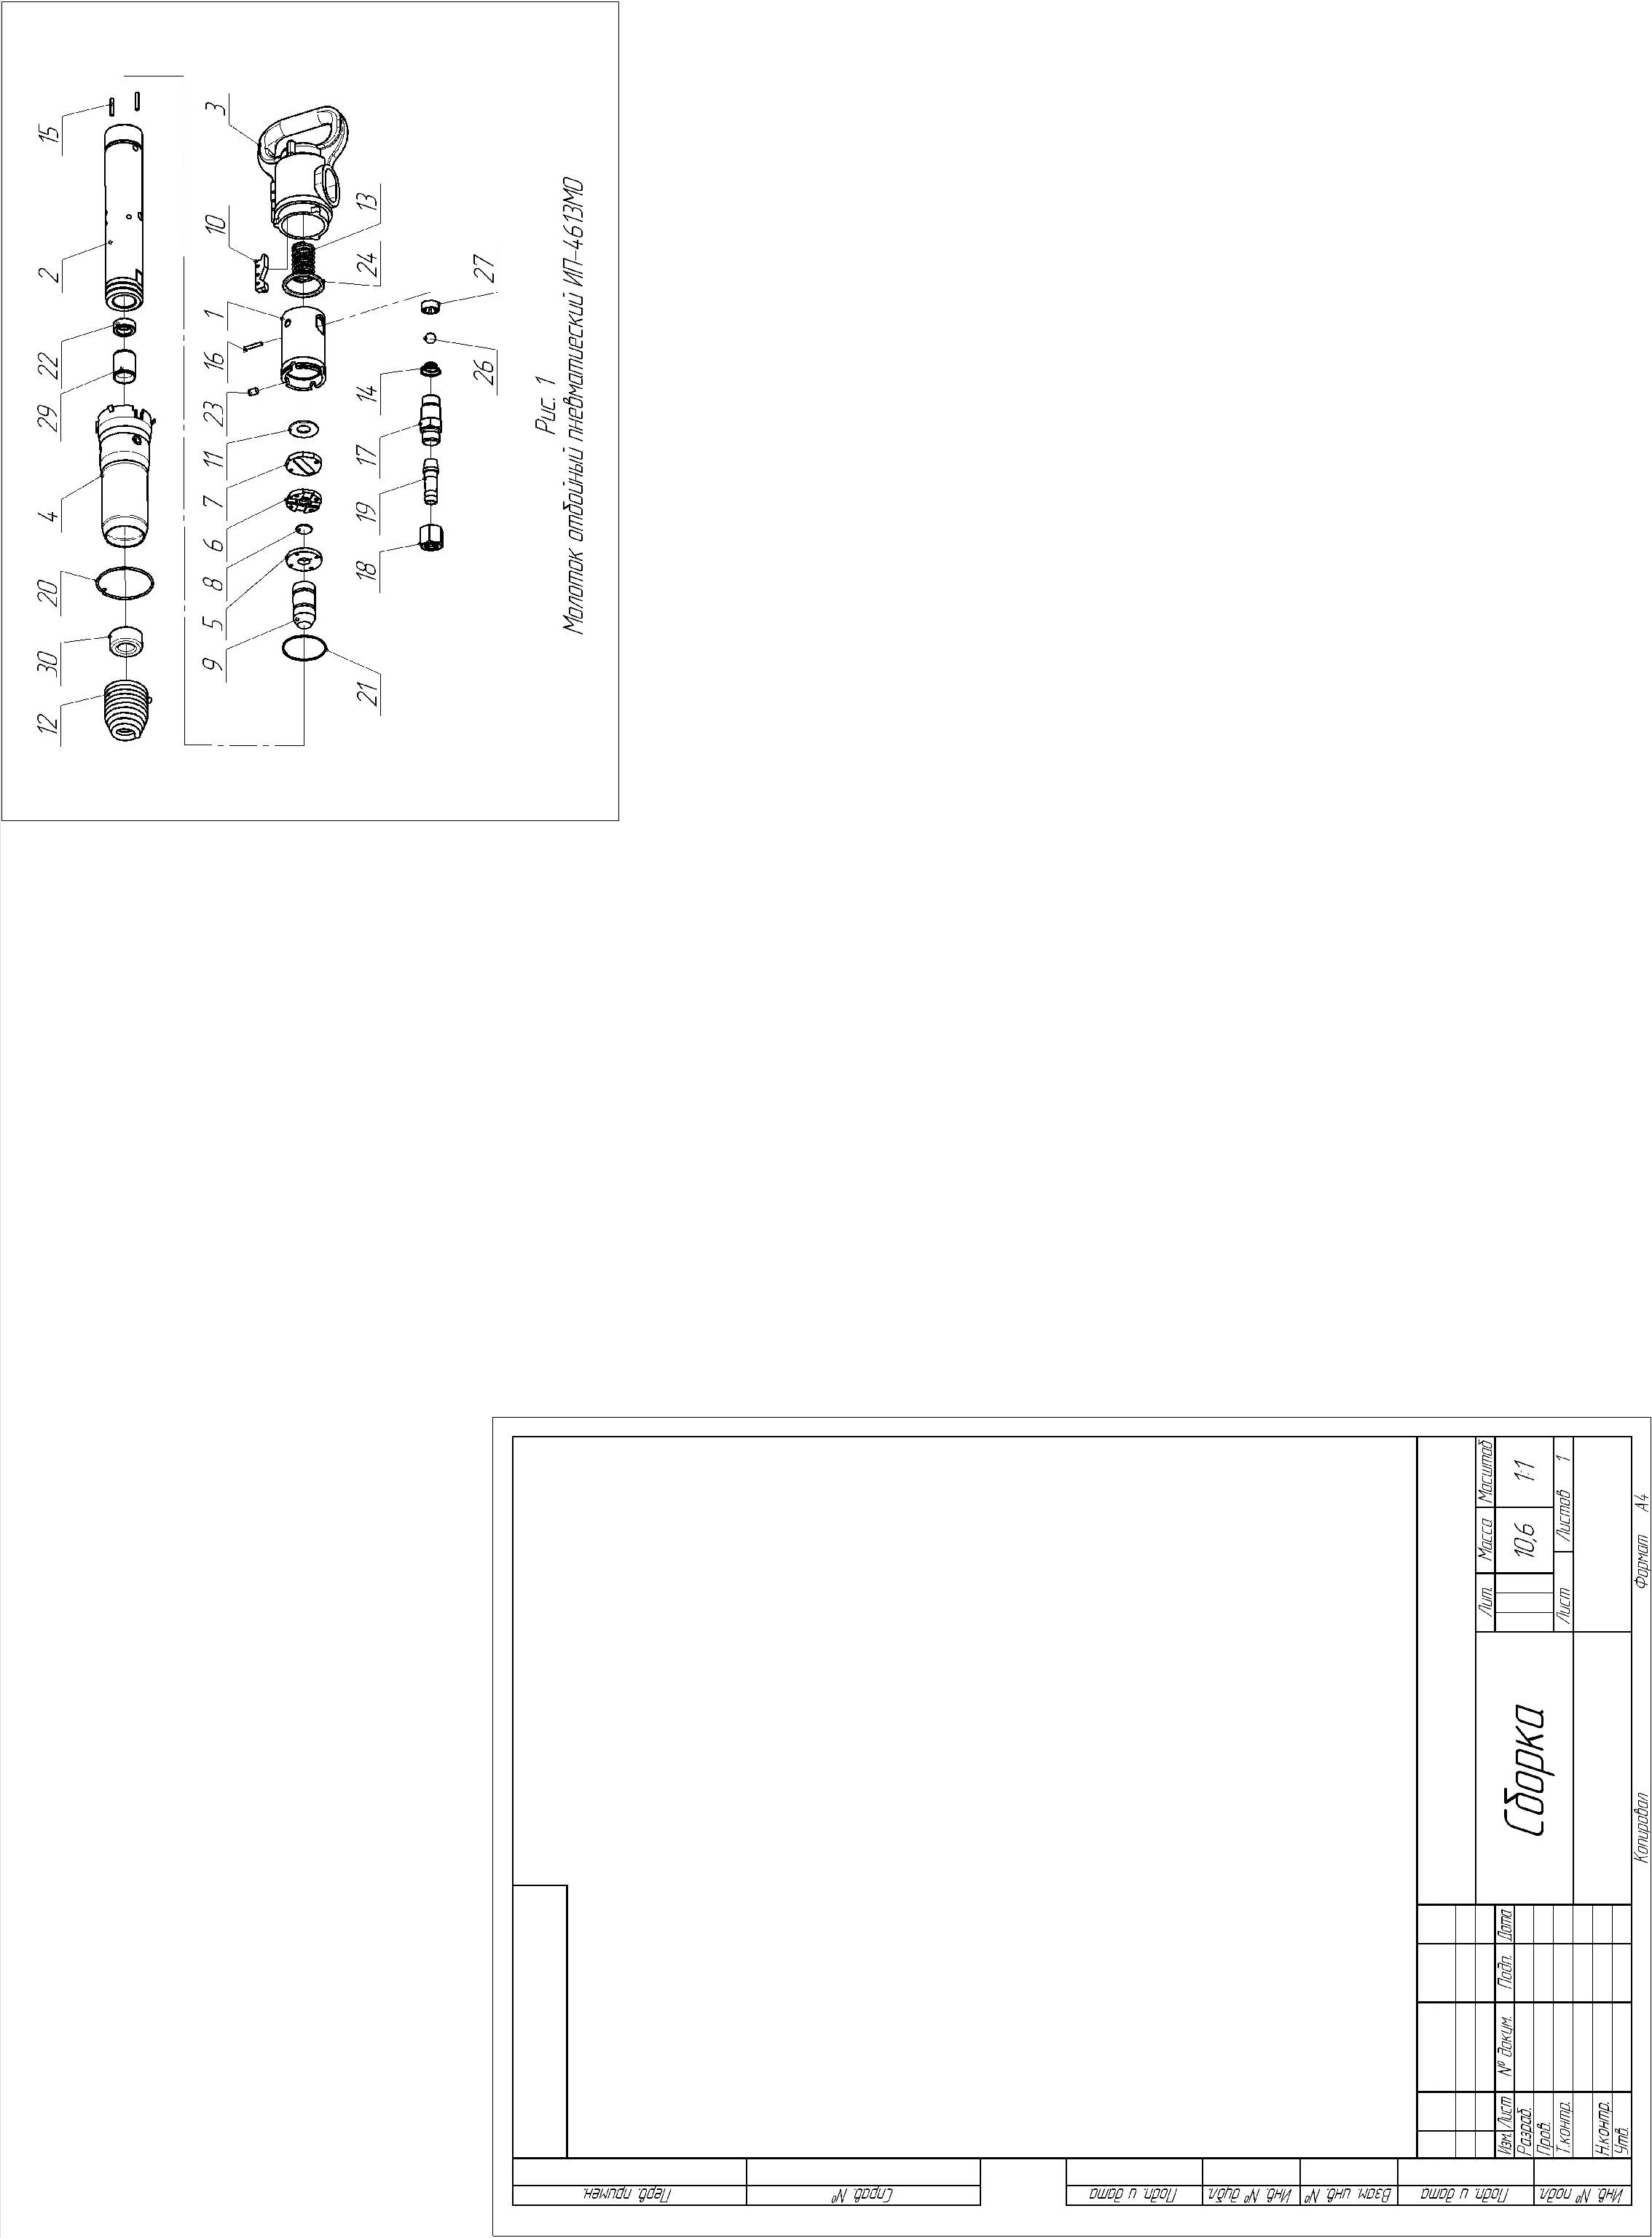 15
2
22
29
4
20
30
12
3
10
1
16
23
11
7
6
8
5
9
13
24
14
17
19
18
21
27
26
Рис. 1
Молоток отбойный пневматиеский ИП-4613МО
Перв. примен.
Справ. №
Подп. и дата
Инв. № дубл.
Взам. инв. №
Подп. и дата
Инв. № подл.
Изм. Лист № докум. Подп. Дата
Разраб.
Пров.
Т.контр.
Н.контр.
Утв.
Сборка
Лит. Масса Масштаб
10,6 1:1
Лист Листов 1
Копировал Формат А4